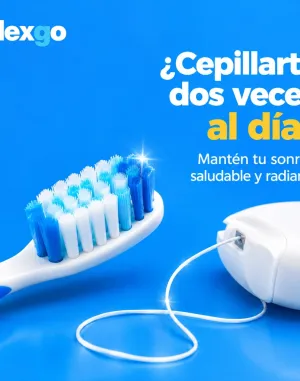 lexgo
¿Cepillart
dos vece
al día
Mantén tu sonr
saludable y radian